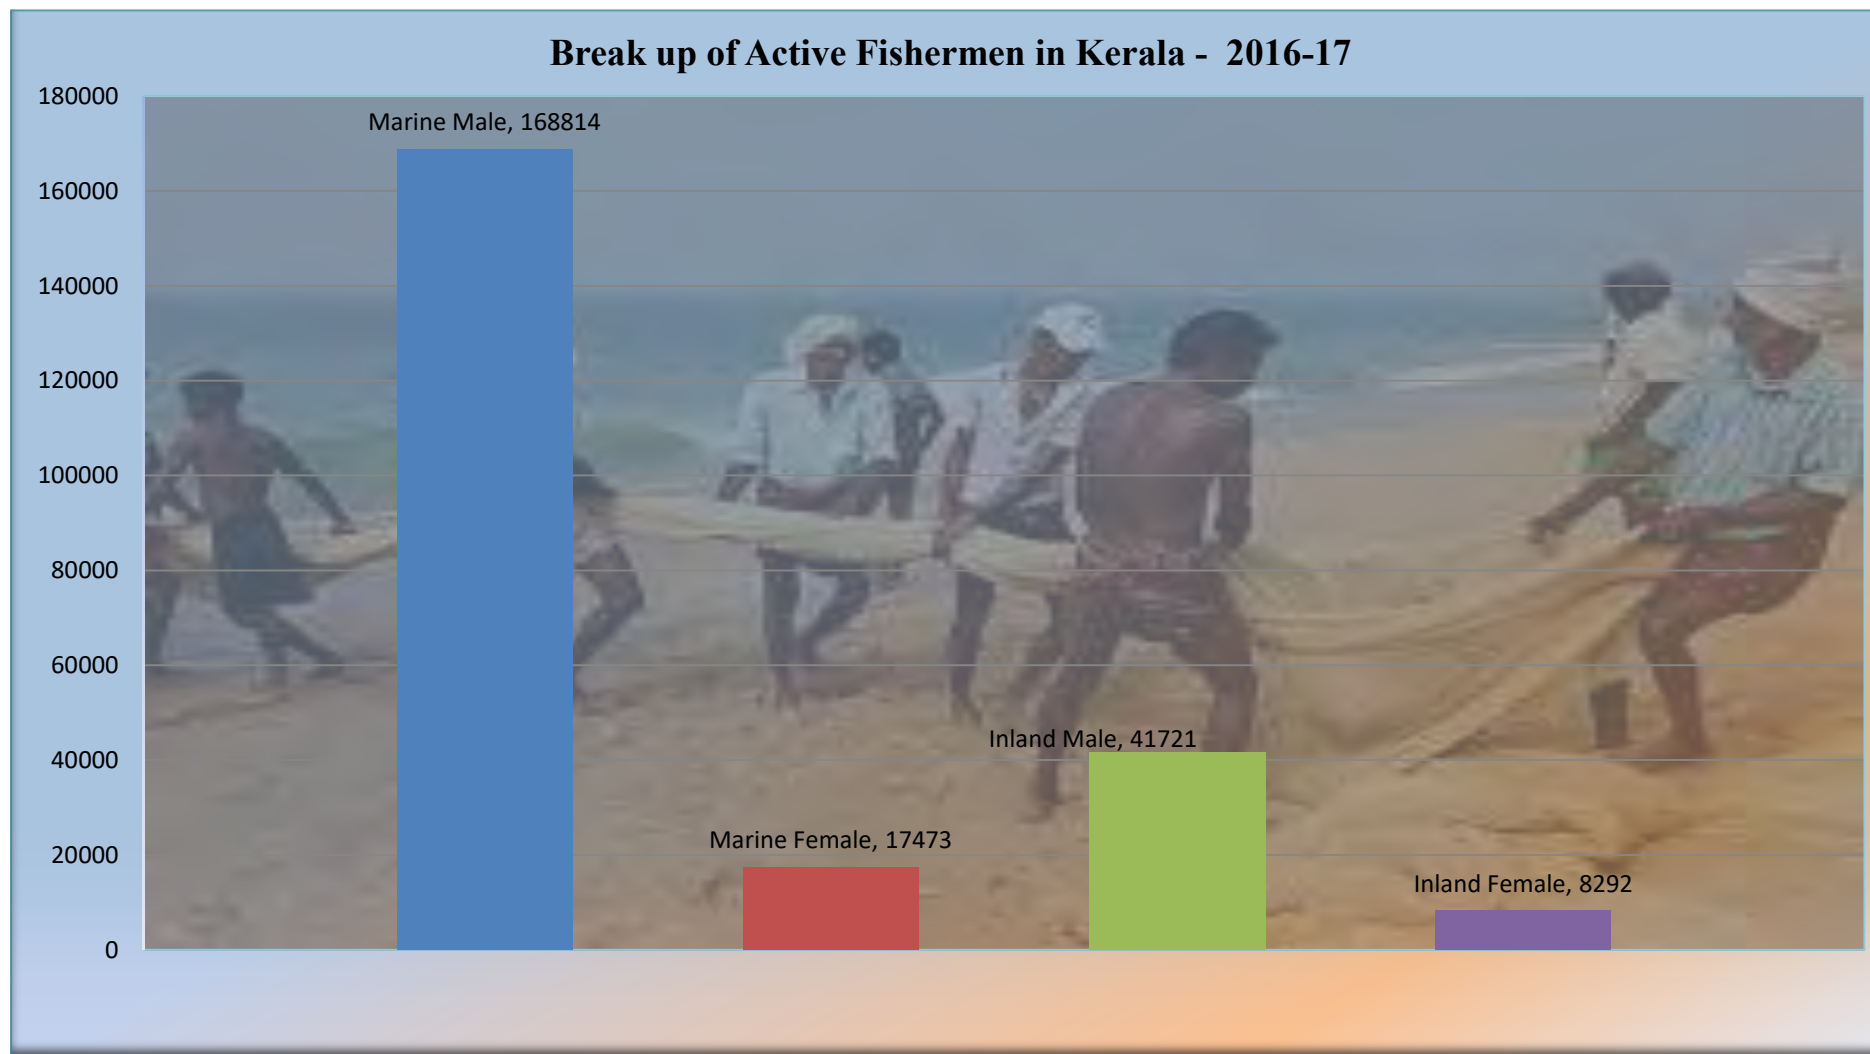 Break up of Active Fishermen in Kerala - 2016-17
180000
160000
140000
120000
100000
80000
60000
40000
20000
0
Marine Male, 168814
Marine Female, 17473
Inland Male, 41721
Inland Female, 8292